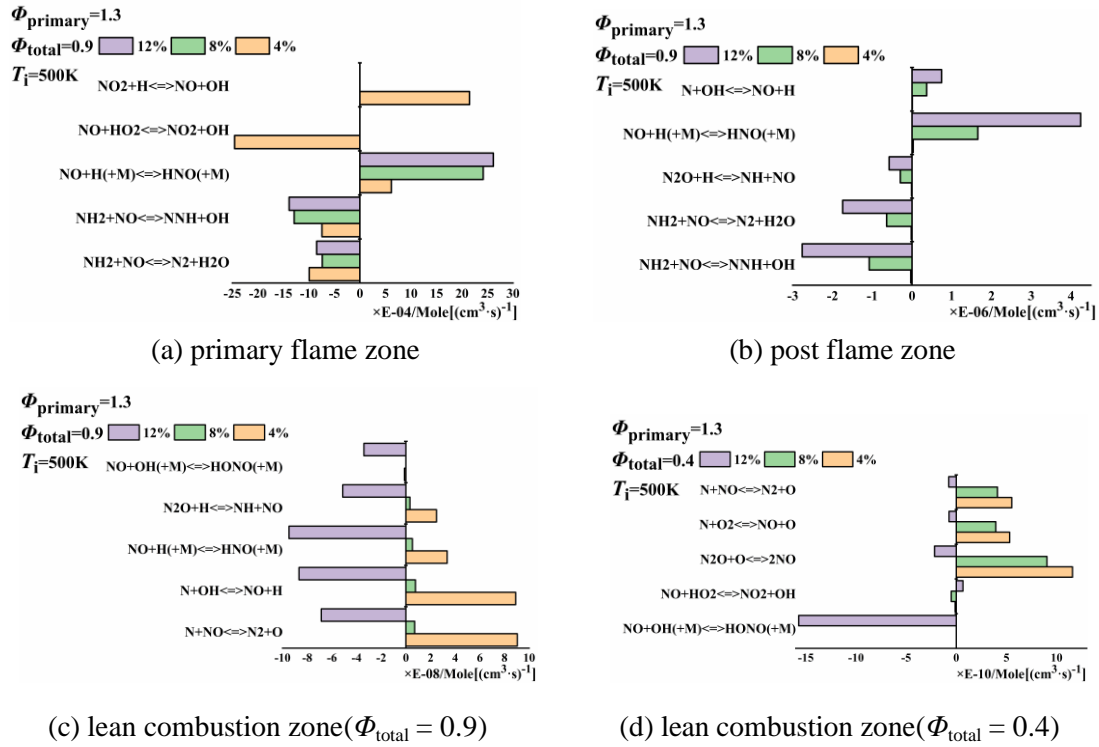 Φprimary=1.3
Φtotal=0.9 12% 8% 4%
Ti=500K
NO2+H<=>NO+OH
NO+HO2<=>NO2+OH
NO+H(+M)<=>HNO(+M)
NH2+NO<=>NNH+OH
NH2+NO<=>N2+H2O
-25 -20 -15 -10 -5 0 5 10 15 20 25 30
×E-04/Mole[(cm³·s)⁻¹]
(a) primary flame zone
Φprimary=1.3
Φtotal=0.9 12% 8% 4%
Ti=500K
N+OH<=>NO+H
NO+H(+M)<=>HNO(+M)
N2O+H<=>NH+NO
NH2+NO<=>N2+H2O
NH2+NO<=>NNH+OH
-3 -2 -1 0 1 2 3 4
×E-06/Mole[(cm³·s)⁻¹]
(b) post flame zone
Φprimary=1.3
Φtotal=0.9 12% 8% 4%
Ti=500K
NO+OH(+M)<=>HONO(+M)
N2O+H<=>NH+NO
NO+H(+M)<=>HNO(+M)
N+OH<=>NO+H
N+NO<=>N2+O
-10 -8 -6 -4 -2 0 2 4 6 8 10
×E-08/Mole[(cm³·s)⁻¹]
(c) lean combustion zone(Φtotal = 0.9)
Φprimary=1.3
Φtotal=0.4 12% 8% 4%
Ti=500K
N+NO<=>N2+O
N+O2<=>NO+O
N2O+O<=>2NO
NO+HO2<=>NO2+OH
NO+OH(+M)<=>HONO(+M)
-15 -10 -5 0 5 10
×E-10/Mole[(cm³·s)⁻¹]
(d) lean combustion zone(Φtotal = 0.4)